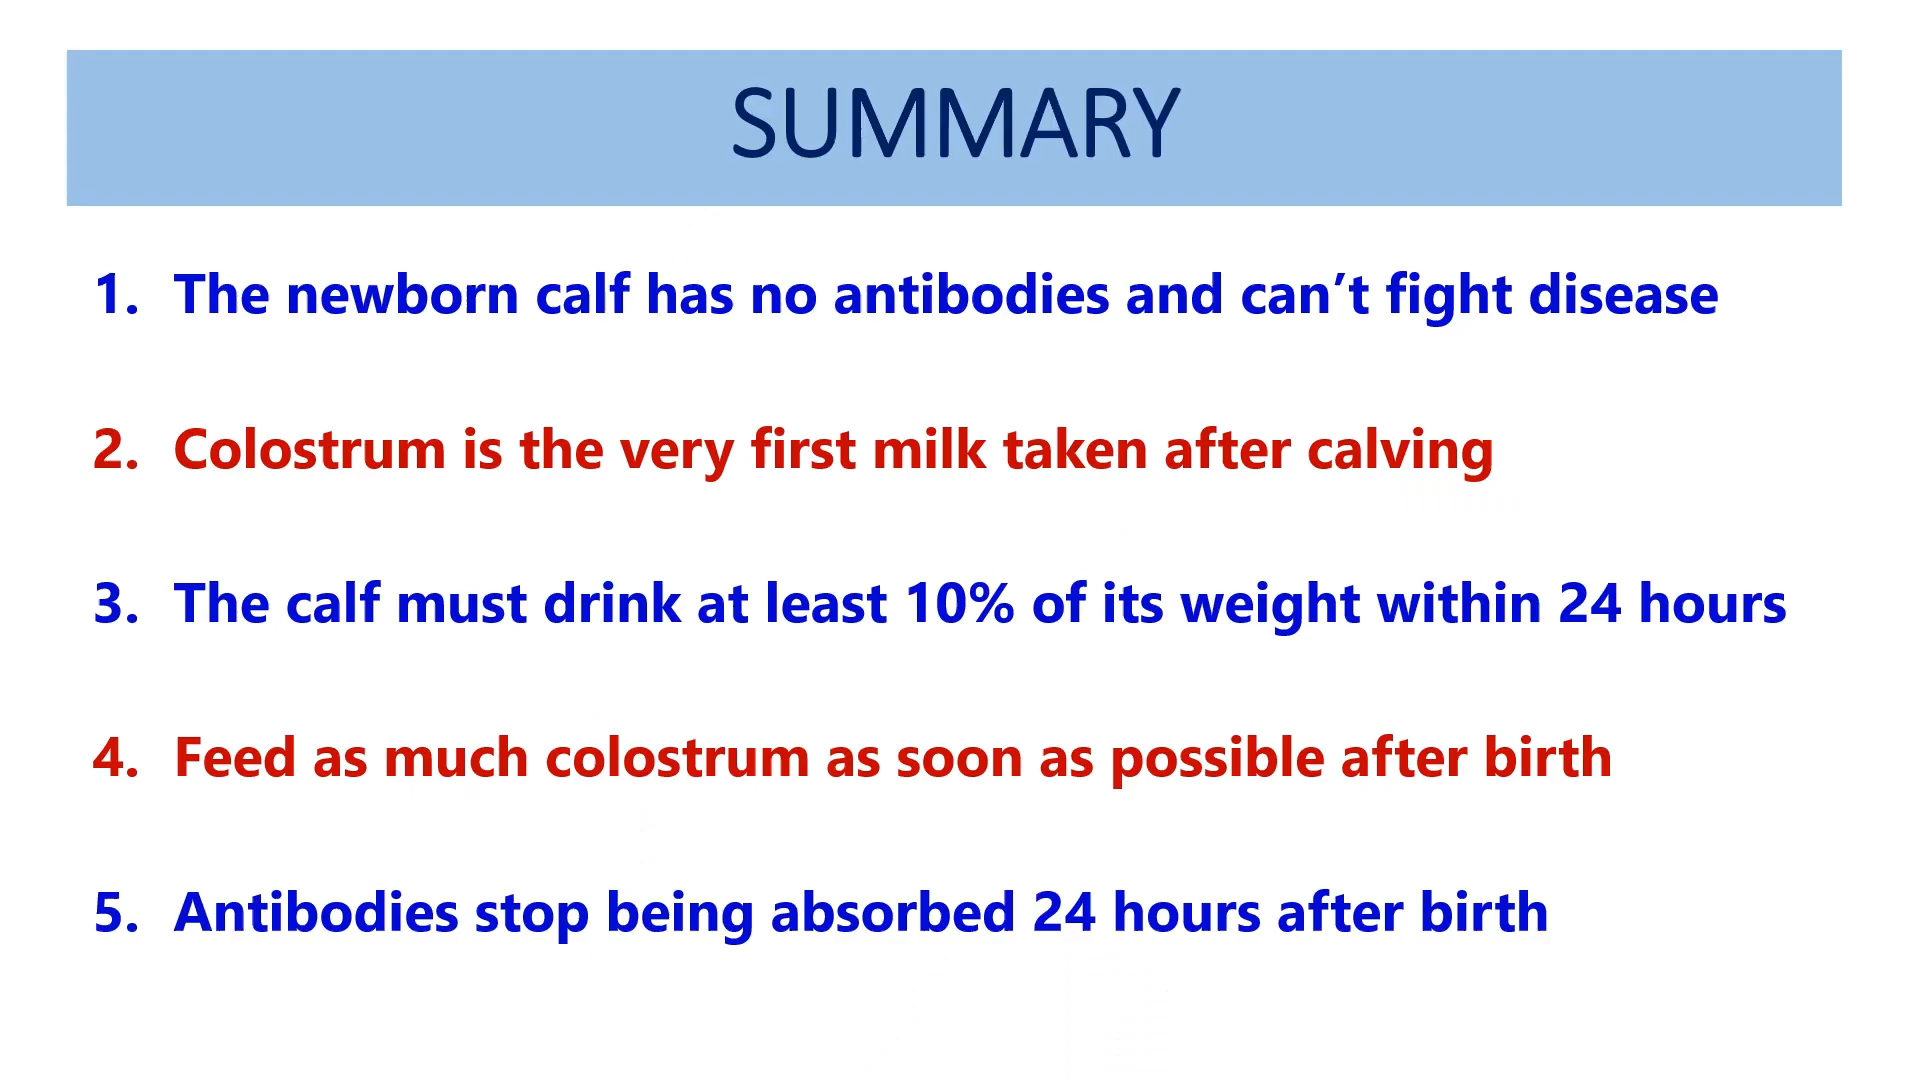 SUMMARY
1. The newborn calf has no antibodies and can’t fight disease
2. Colostrum is the very first milk taken after calving
3. The calf must drink at least 10% of its weight within 24 hours
4. Feed as much colostrum as soon as possible after birth
5. Antibodies stop being absorbed 24 hours after birth